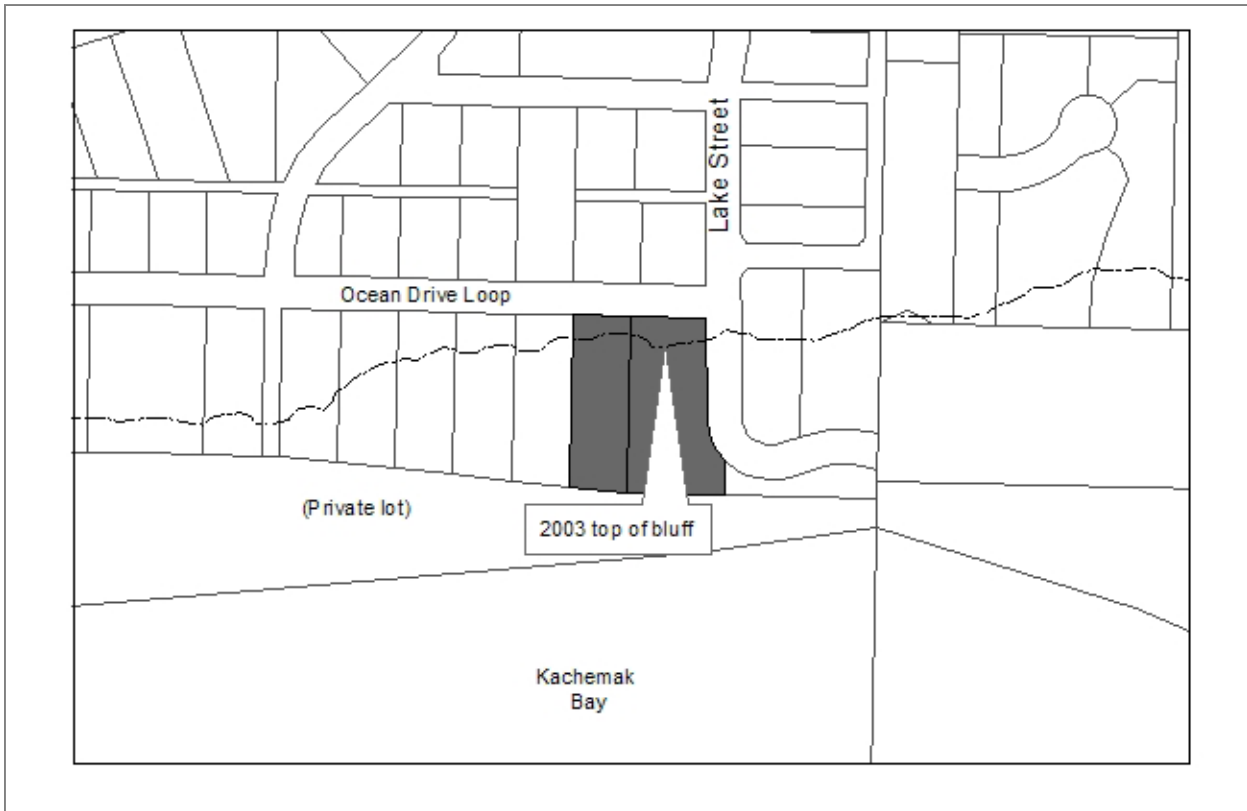 Lake Street
Ocean Drive Loop
(Private lot)
2003 top of bluff
Kachemak
Bay